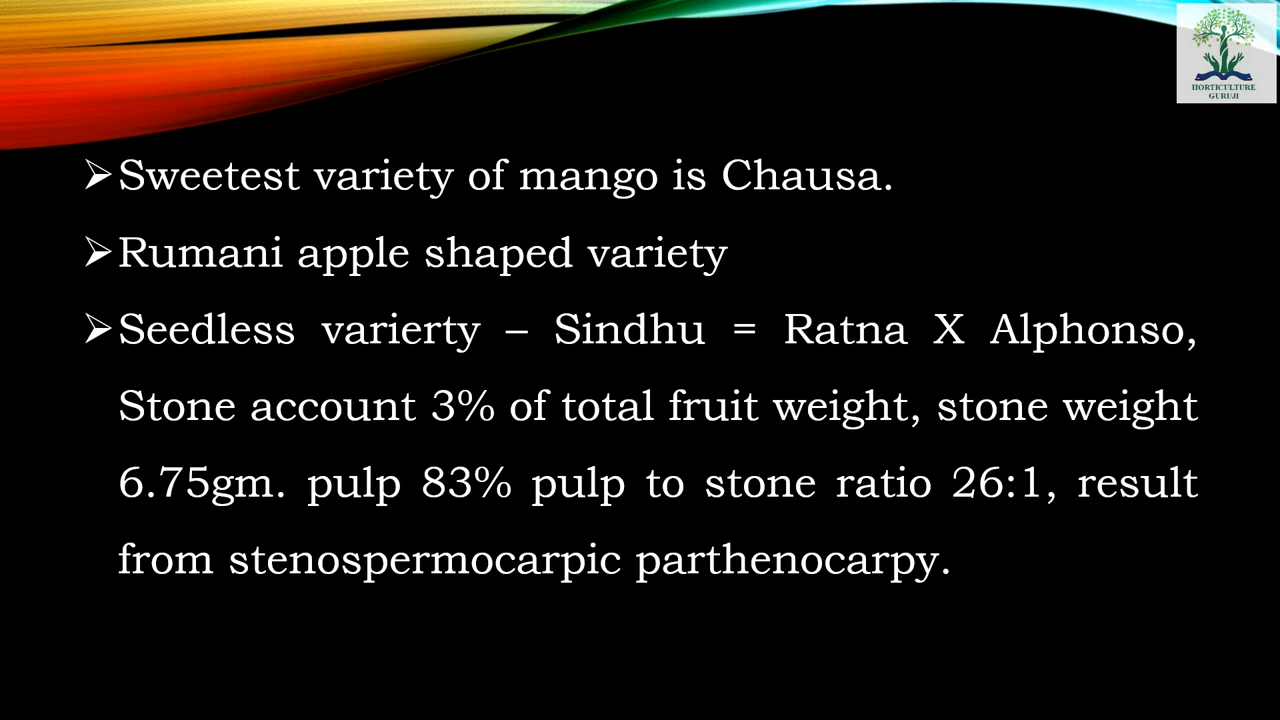 HORTICULTURE
GURUJI
➢Sweetest variety of mango is Chausa.
➢Rumani apple shaped variety
➢Seedless varierty – Sindhu = Ratna X Alphonso,
Stone account 3% of total fruit weight, stone weight
6.75gm. pulp 83% pulp to stone ratio 26:1, result
from stenospermocarpic parthenocarpy.